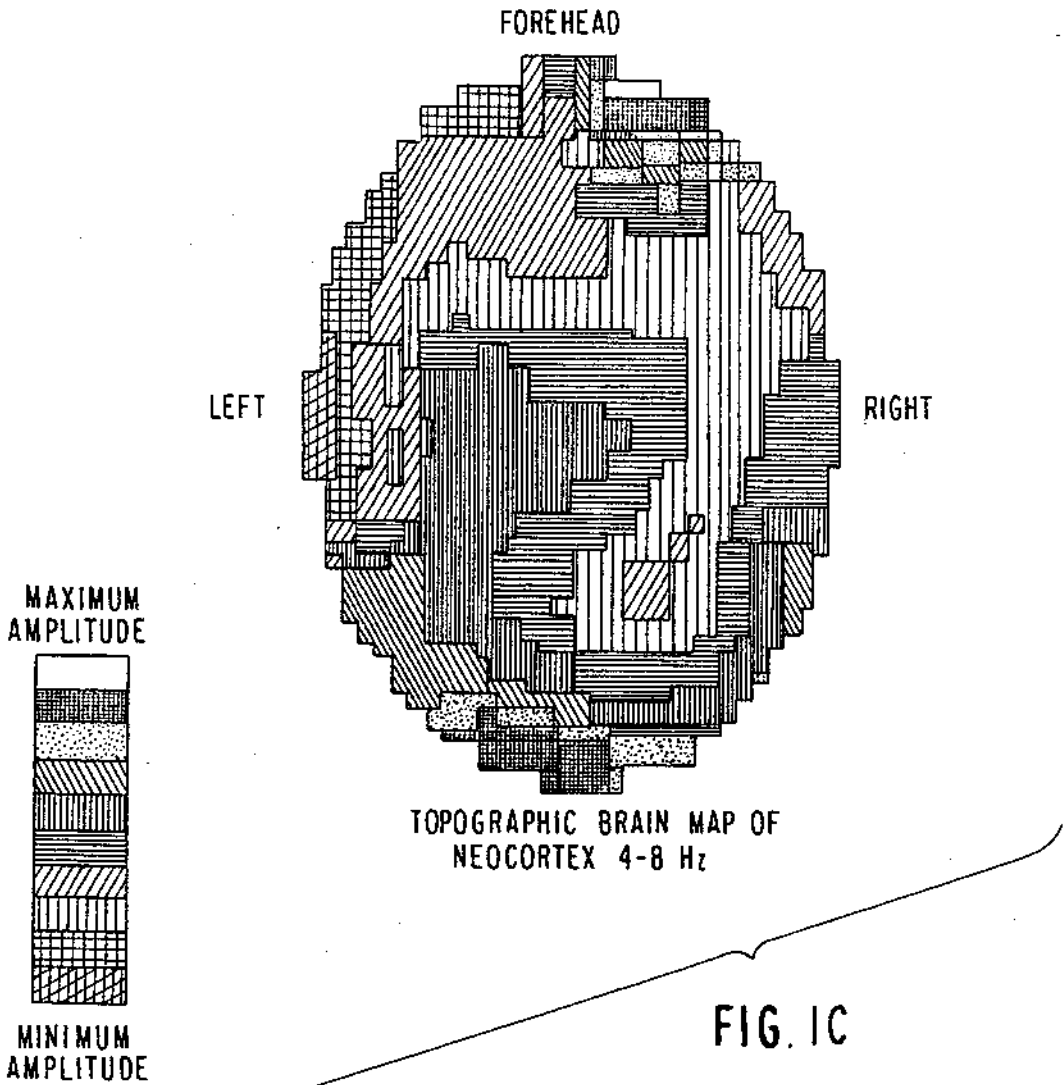 FOREHEAD
LEFT
RIGHT
MAXIMUM
AMPLITUDE
TOPOGRAPHIC BRAIN MAP OF
NEOCORTEX 4-8 Hz
MINIMUM
AMPLITUDE
FIG. 1C